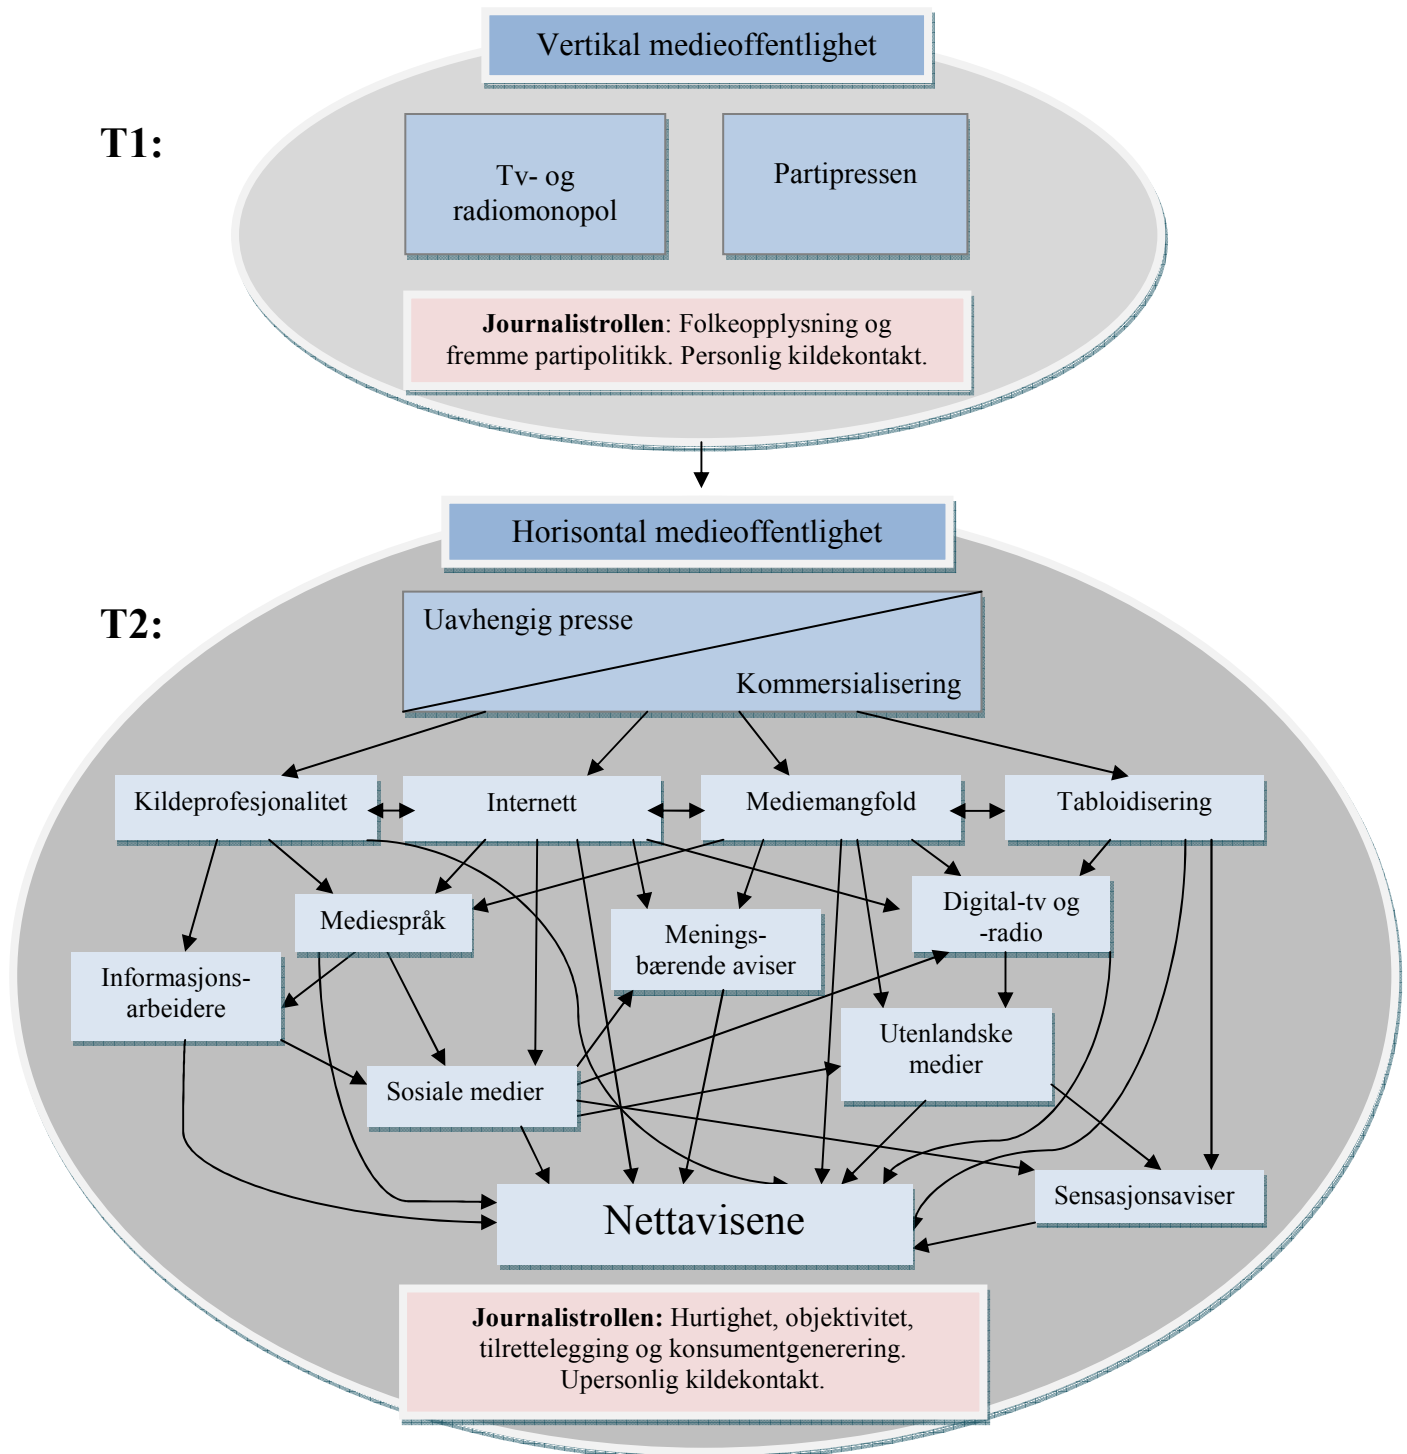 Vertikal medieoffentlighet
T1:
Tv- og
radiomonopol
Partipressen
Journalistrollen: Folkeopplysning og
fremme partipolitikk. Personlig kildekontakt.
Horisontal medieoffentlighet
T2:
Uavhengig presse
Kommersialisering
Kildeprofesjonalitet
Internett
Mediemangfold
Tabloidisering
Mediespråk
Menings-
bærende aviser
Digital-tv og
-radio
Informasjons-
arbeidere
Utenlandske
medier
Sosiale medier
Sensasjonsaviser
Nettavisene
Journalistrollen: Hurtighet, objektivitet,
tilrettelegging og konsumentgenerering.
Upersonlig kildekontakt.